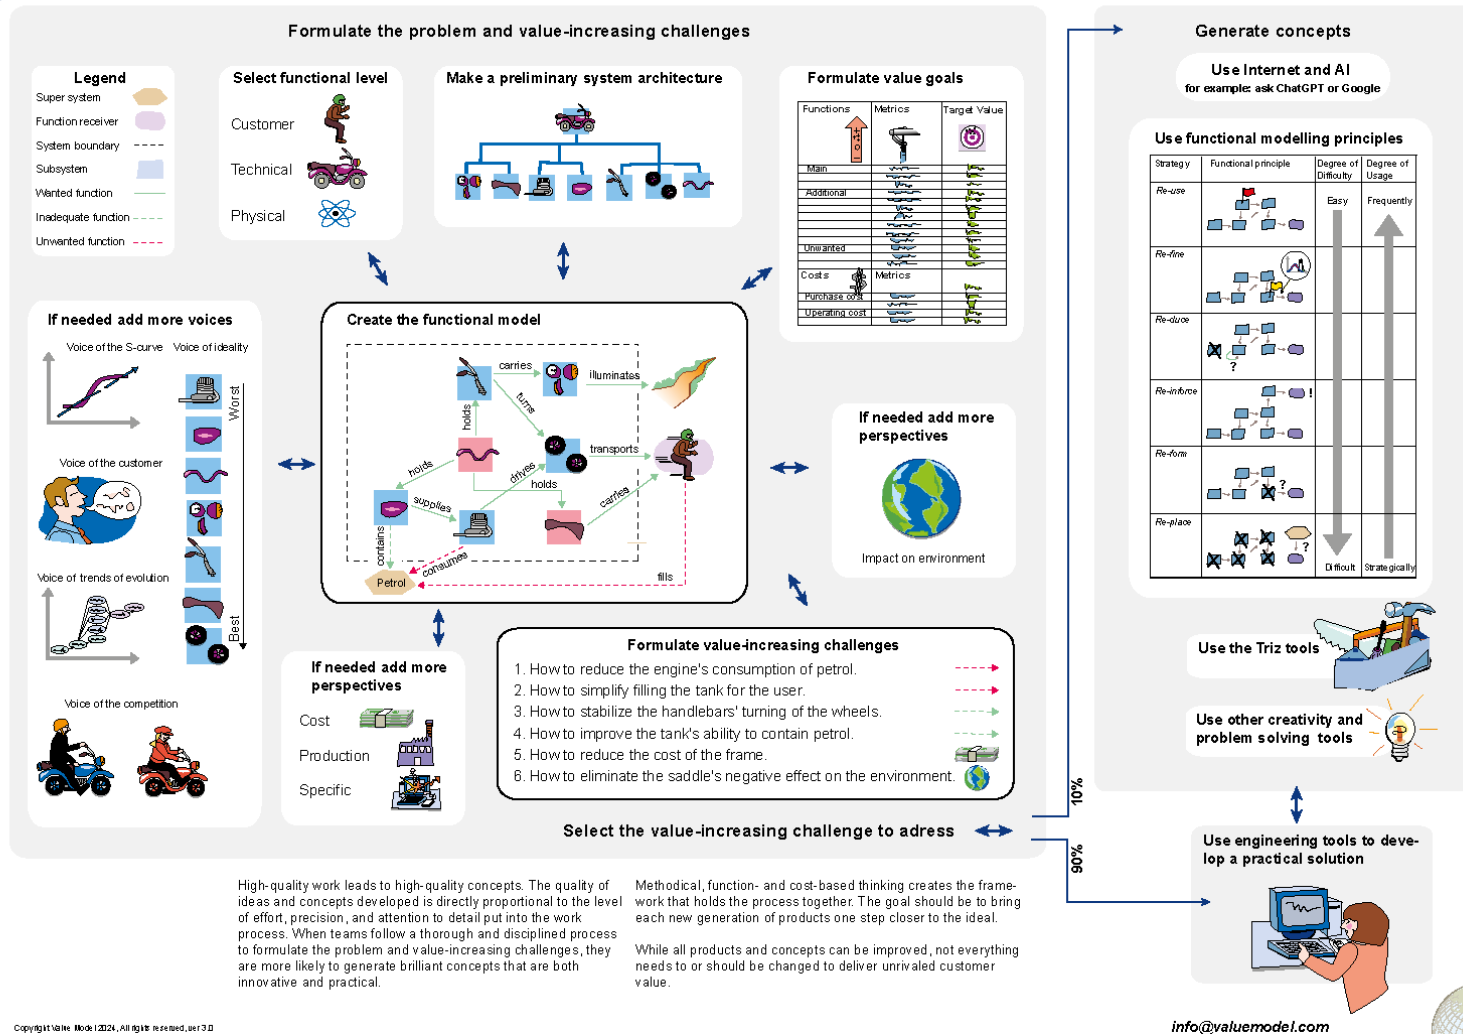 Formulate the problem and value-increasing challenges
Legend
Super system
Function receiver
System boundary
Subsystem
Wanted function
Inadequate function
Unwanted function
Select functional level
Customer
Technical
Physical
Make a preliminary system architecture
Formulate value goals
Functions
Metrics
Target Value
Main
Additional
Unwanted
Costs
Metrics
Purchase cost
Operating cost
If needed add more voices
Voice of the S-curve
Voice of ideality
Worst
Voice of the customer
Voice of trends of evolution
Best
Voice of the competition
Create the functional model
carries
illuminates
turns
holds
transports
holds
drives
holds
supplies
carries
contains
consumes
Petrol
fills
If needed add more
perspectives
Impact on environment
If needed add more
perspectives
Cost
Production
Specific
Formulate value-increasing challenges
1. How to reduce the engine's consumption of petrol.
2. How to simplify filling the tank for the user.
3. How to stabilize the handlebars' turning of the wheels.
4. How to improve the tank's ability to contain petrol.
5. How to reduce the cost of the frame.
6. How to eliminate the saddle's negative effect on the environment.
Select the value-increasing challenge to adress
10%
90%
Generate concepts
Use Internet and AI
for example: ask ChatGPT or Google
Use functional modelling principles
Strategy
Functional principle
Degree of
Difficulty
Degree of
Usage
Re-use
Easy
Frequently
Re-fine
Re-duce
?
Re-inforce
!
Re-form
?
Re-place
?
Difficult
Strategically
Use the Triz tools
Use other creativity and
problem solving tools
Use engineering tools to deve-
lop a practical solution
High-quality work leads to high-quality concepts. The quality of
ideas and concepts developed is directly proportional to the level
of effort, precision, and attention to detail put into the work
process. When teams follow a thorough and disciplined process
to formulate the problem and value-increasing challenges, they
are more likely to generate brilliant concepts that are both
innovative and practical.
Methodical, function- and cost-based thinking creates the frame-
work that holds the process together. The goal should be to bring
each new generation of products one step closer to the ideal.
While all products and concepts can be improved, not everything
needs to or should be changed to deliver unrivaled customer
value.
Copyright Value Model 2024, All rights reserved, ver 3.0
info@valuemodel.com